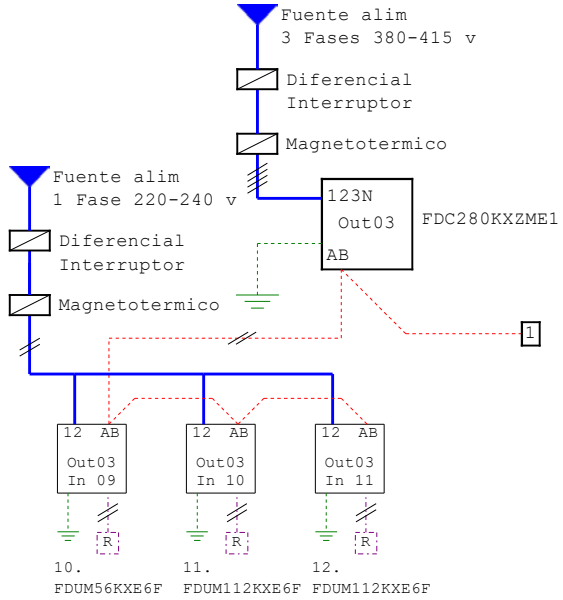 Fuente alim
3 Fases 380-415 v
Diferencial
Interruptor
Magnetotermico
Fuente alim
1 Fase 220-240 v
123N
Out03
AB
FDC280KXZME1
Diferencial
Interruptor
Magnetotermico
1
12 AB
Out03
In 09
12 AB
Out03
In 10
12 AB
Out03
In 11
R
R
R
10.
FDUM56KXE6F
11.
FDUM112KXE6F
12.
FDUM112KXE6F